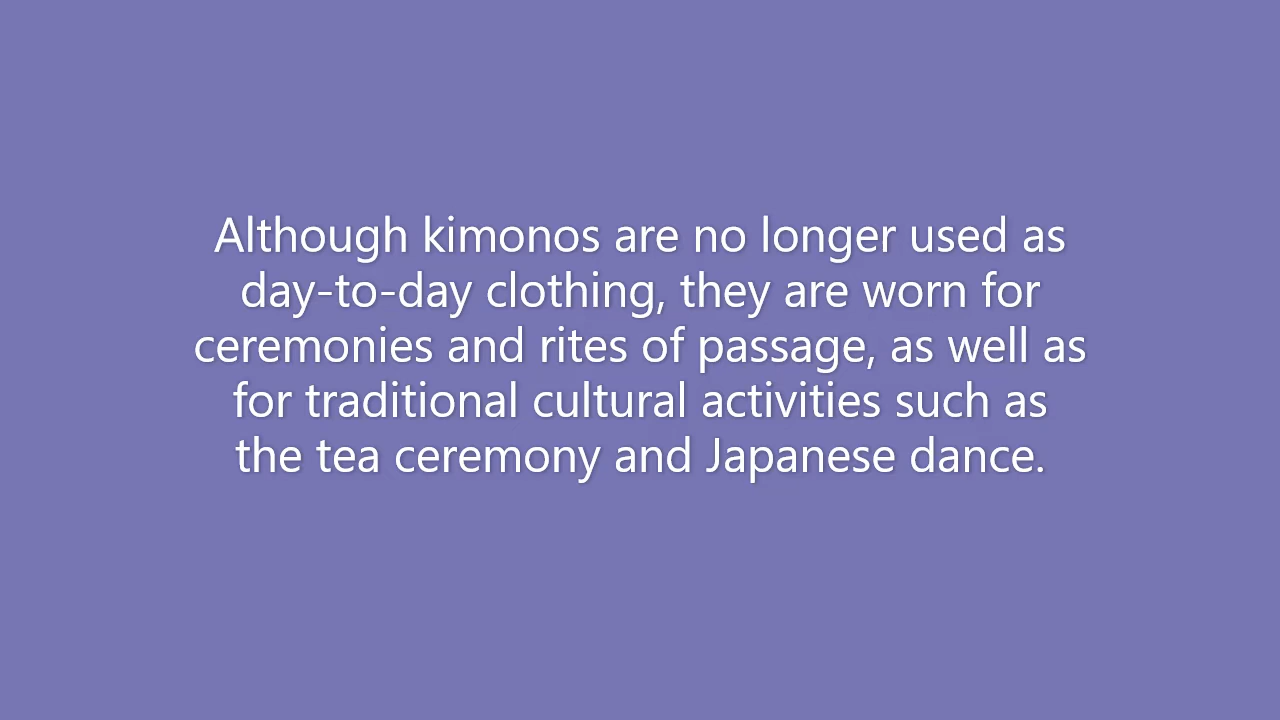 Although kimonos are no longer used as
day-to-day clothing, they are worn for
ceremonies and rites of passage, as well as
for traditional cultural activities such as
the tea ceremony and Japanese dance.